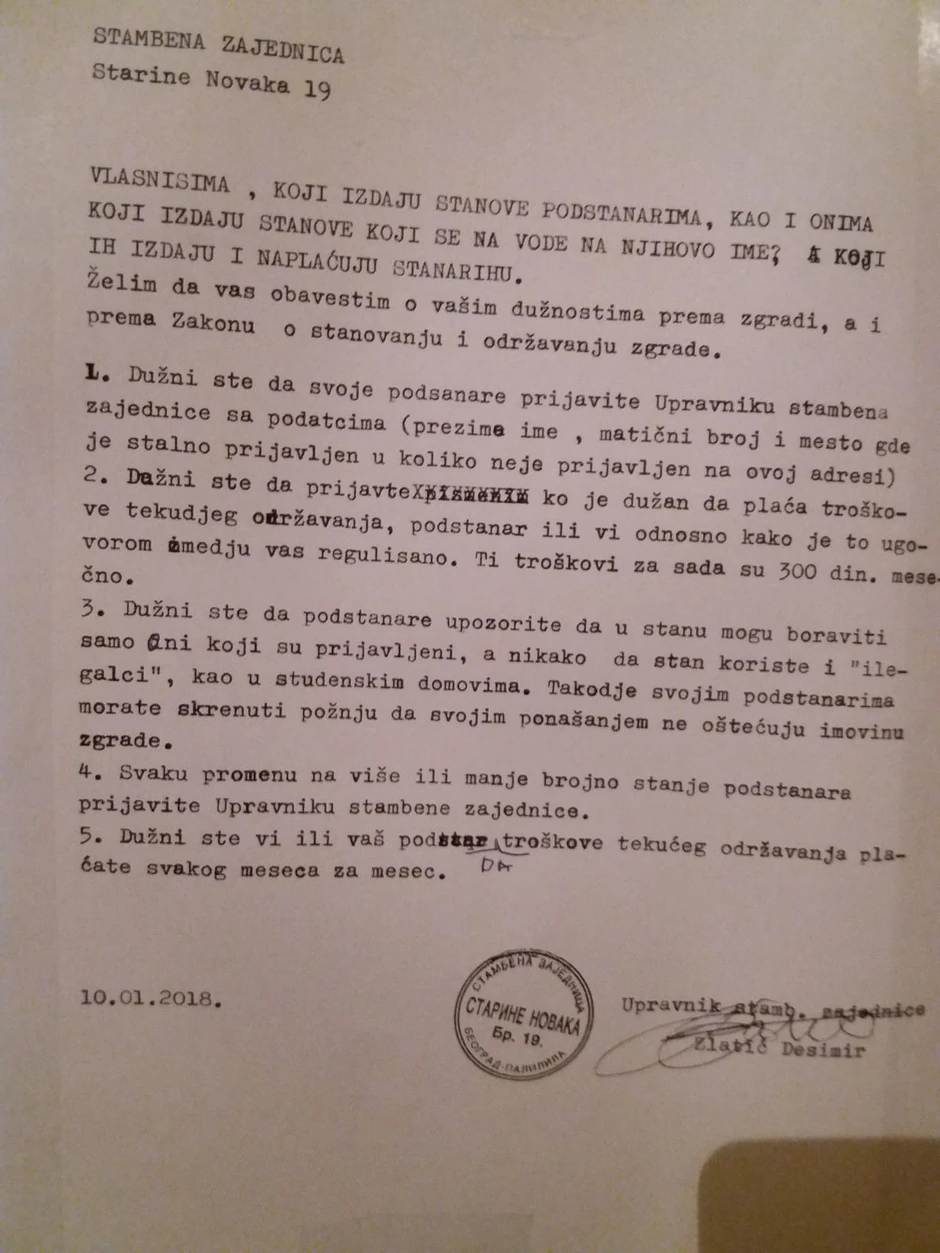 STAMBENA ZAJEDNICA
Starine Novaka 19
VLASNISIMA , KOJI IZDAJU STANOVE PODSTANARIMA, KAO I ONIMA
KOJI IZDAJU STANOVE KOJI SE NA VODE NA NJIHOVO IME? A KOJI
IH IZDAJU I NAPLAĆUJU STANARIHU.
Želim da vas obavestim o vašim dužnostima prema zgradi, a i
prema Zakonu o stanovanju i održavanju zgrade.
1. Dužni ste da svoje podsanare prijavite Upravniku stambena
zajednice sa podatcima (prezime ime , matični broj i mesto gde
je stalno prijavljen u koliko neje prijavljen na ovoj adresi)
2. Dužni ste da prijavte ko je dužan da plaća troško-
ve tekudjeg održavanja, podstanar ili vi odnosno kako je to ugo-
vorom imedju vas regulisano. Ti troškovi za sada su 300 din. mese-
čno.
3. Dužni ste da podstanare upozorite da u stanu mogu boraviti
samo oni koji su prijavljeni, a nikako da stan koriste i "ile-
galci", kao u studenskim domovima. Takodje svojim podstanarima
morate skrenuti požnju da svojim ponašanjem ne oštećuju imovinu
zgrade.
4. Svaku promenu na više ili manje brojno stanje podstanara
prijavite Upravniku stambene zajednice.
5. Dužni ste vi ili vaš podstar troškove tekućeg održavanja pla-
DA
ćate svakog meseca za mesec.
10.01.2018.
СТАМБЕНА ЗАЈЕДНИЦА
СТАРИНЕ НОВАКА
Бр. 19.
БЕОГРАД-ПАЛИЛУЛА
Upravnik stamb. zajednice
Zlatić Desimir